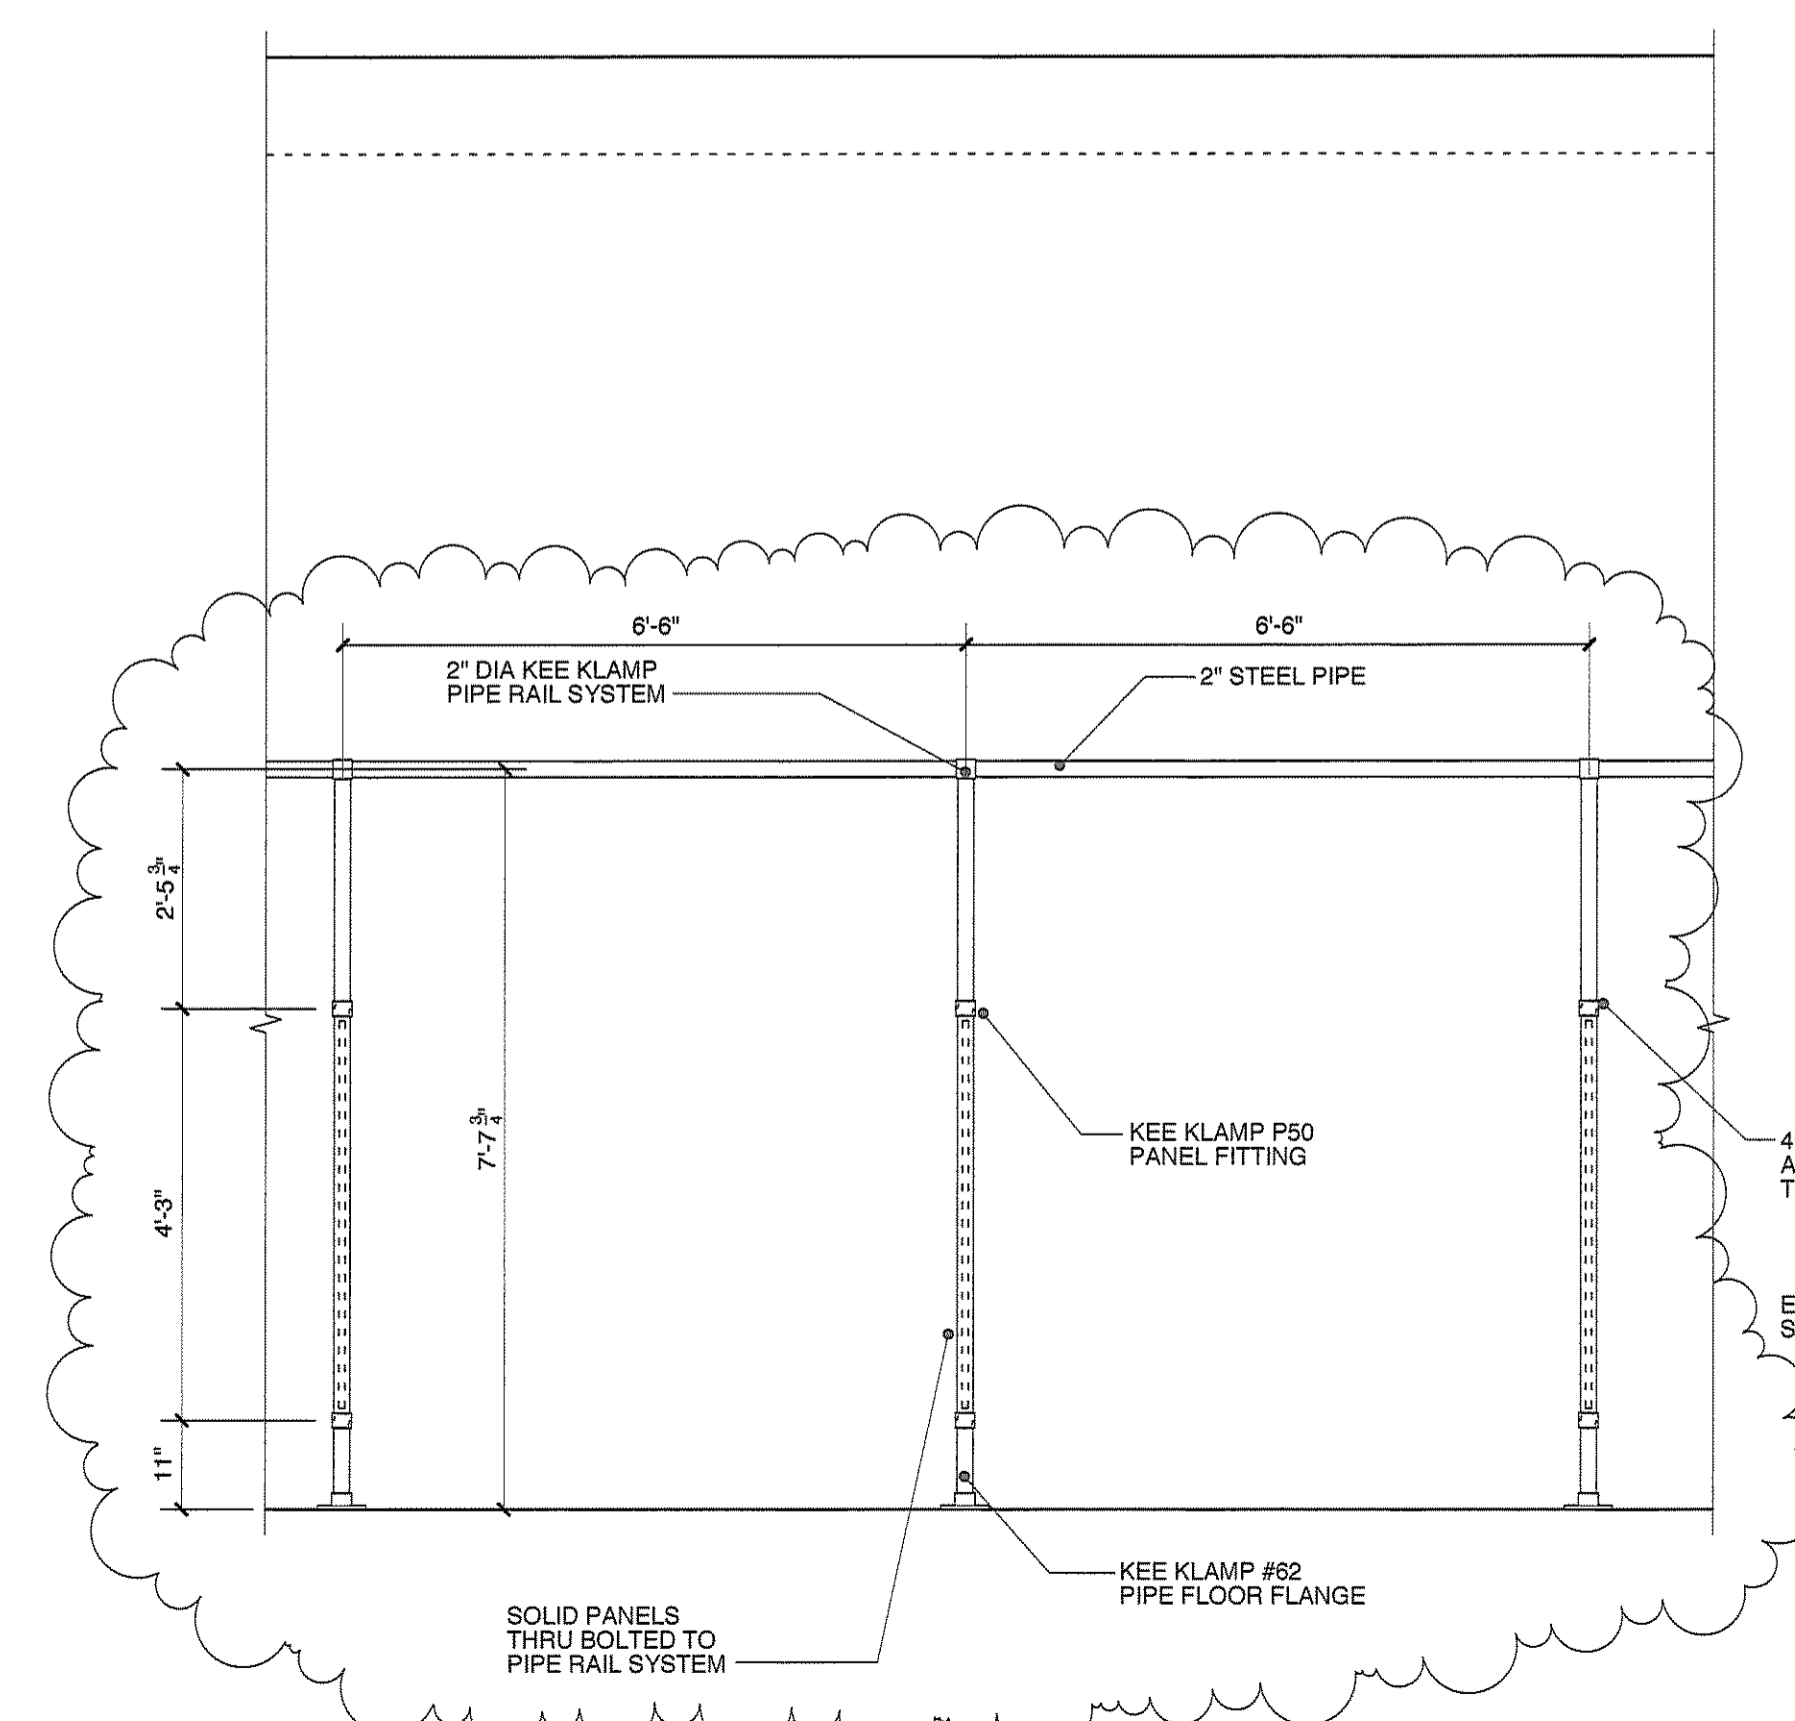 6'-6"
6'-6"
2" DIA KEE KLAMP
PIPE RAIL SYSTEM
2" STEEL PIPE
2'-5 3/4"
7'-7 3/4"
4'-3"
11"
KEE KLAMP P50
PANEL FITTING
4
A
T
E
S
KEE KLAMP #62
PIPE FLOOR FLANGE
SOLID PANELS
THRU BOLTED TO
PIPE RAIL SYSTEM